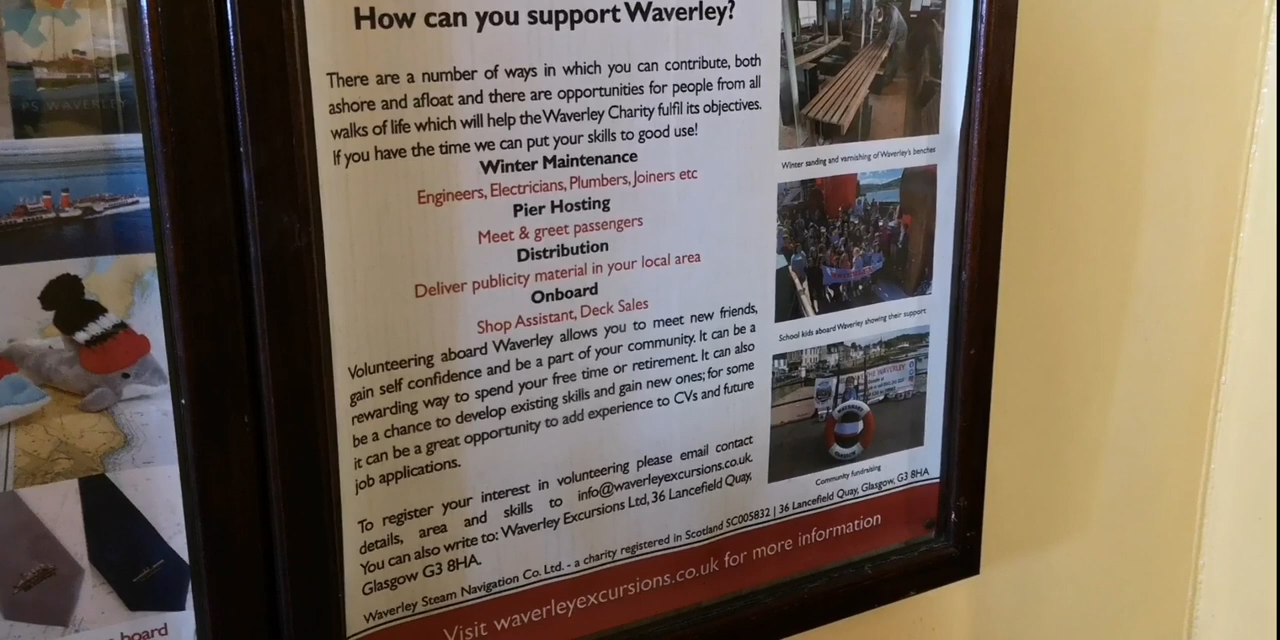 How can you support Waverley?
There are a number of ways in which you can contribute, both
ashore and afloat and there are opportunities for people from all
walks of life which will help the Waverley Charity fulfil its objectives.
If you have the time we can put your skills to good use!
Winter Maintenance
Engineers, Electricians, Plumbers, Joiners etc
Pier Hosting
Meet & greet passengers
Distribution
Deliver publicity material in your local area
Onboard
Shop Assistant, Deck Sales
Volunteering aboard Waverley allows you to meet new friends,
gain self confidence and be a part of your community. It can be a
rewarding way to spend your free time or retirement. It can also
be a chance to develop existing skills and gain new ones; for some
it can be a great opportunity to add experience to CVs and future
job applications.
To register your interest in volunteering please email contact
details, area and skills to info@waverleyexcursions.co.uk.
You can also write to: Waverley Excursions Ltd, 36 Lancefield Quay,
Glasgow G3 8HA.
Waverley Steam Navigation Co. Ltd. - a charity registered in Scotland SC005832 | 36 Lancefield Quay, Glasgow, G3 8HA
Visit waverleyexcursions.co.uk for more information
Winter sanding and varnishing of Waverley's benches
School kids aboard Waverley showing their support
THE WAVERLEY
WAVERLEY
GLASGOW
Community fundraising
PS WAVERLEY
board